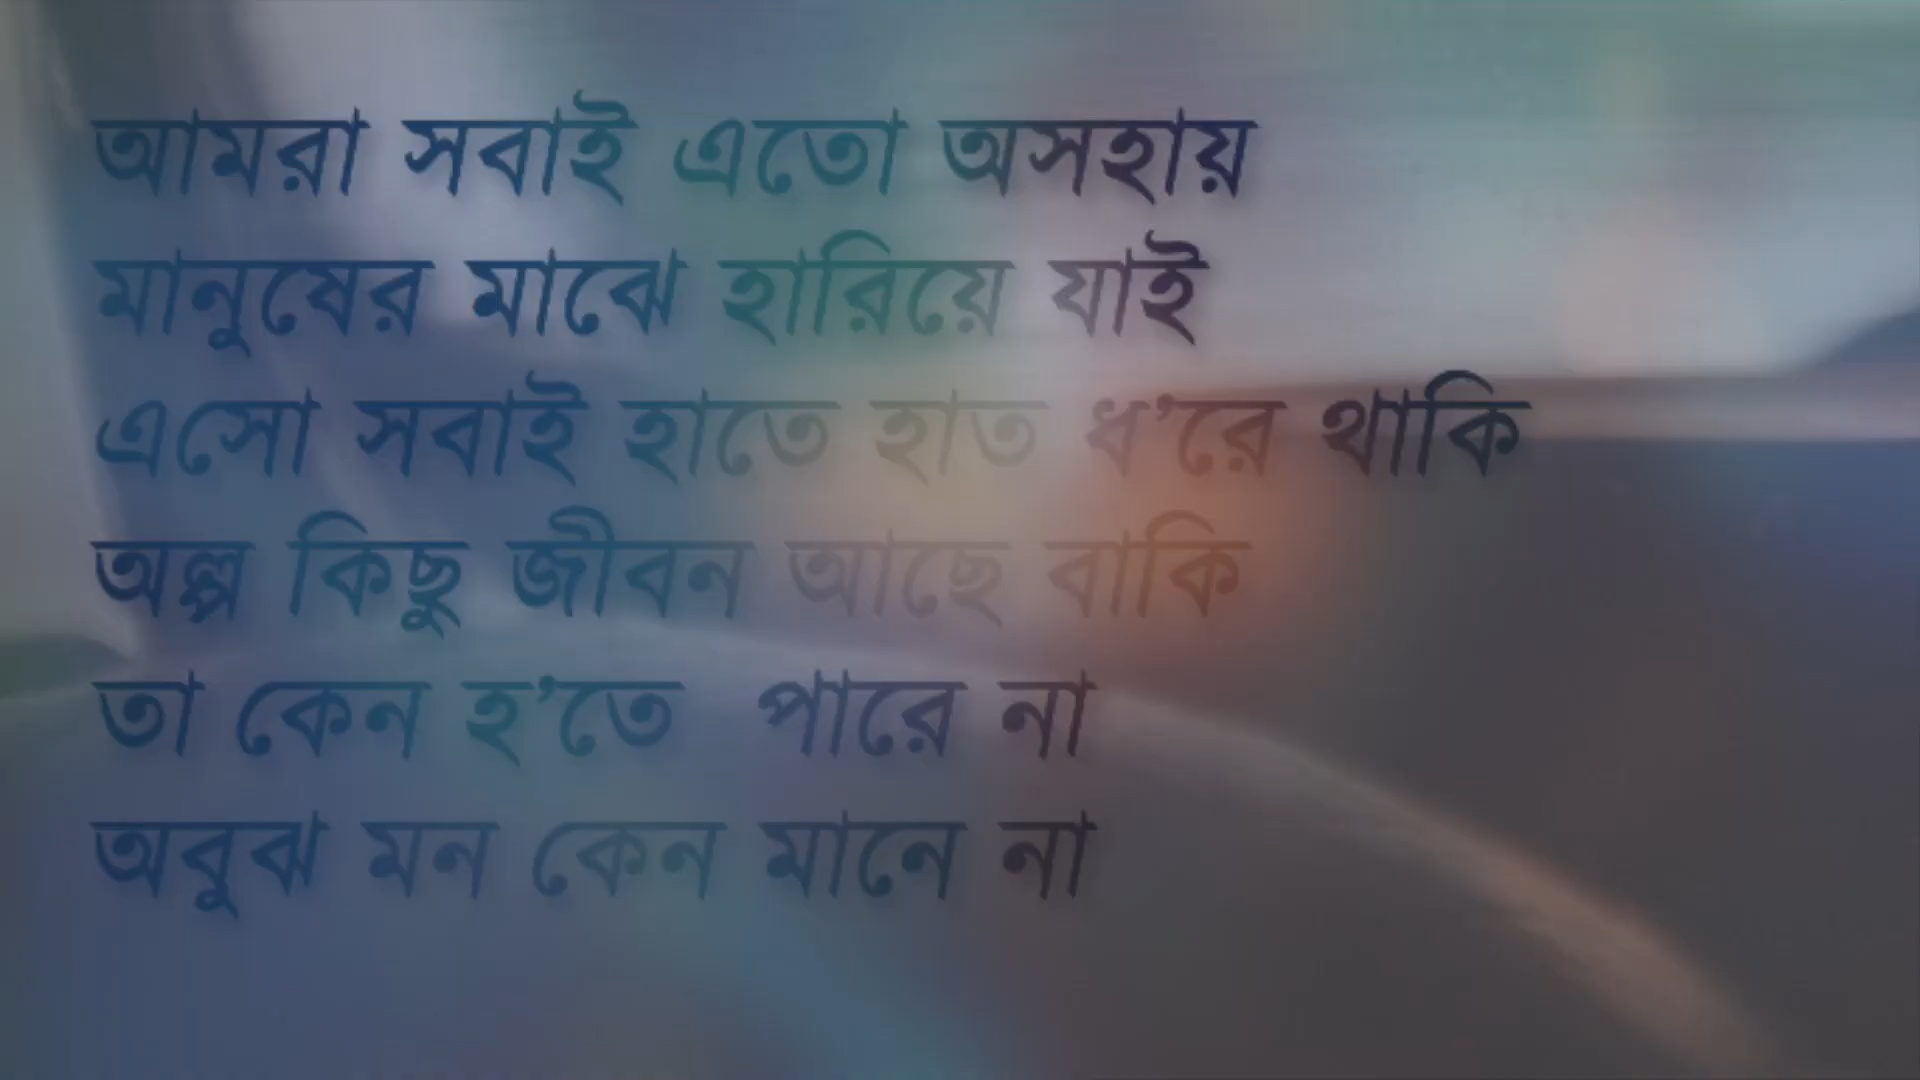 আমরা সবাই এতো অসহায়
মানুষের মাঝে হারিয়ে যাই
এসো সবাই হাতে হাত ধ’রে থাকি
অল্প কিছু জীবন আছে বাকি
তা কেন হ’তে পারে না
অবুঝ মন কেন মানে না